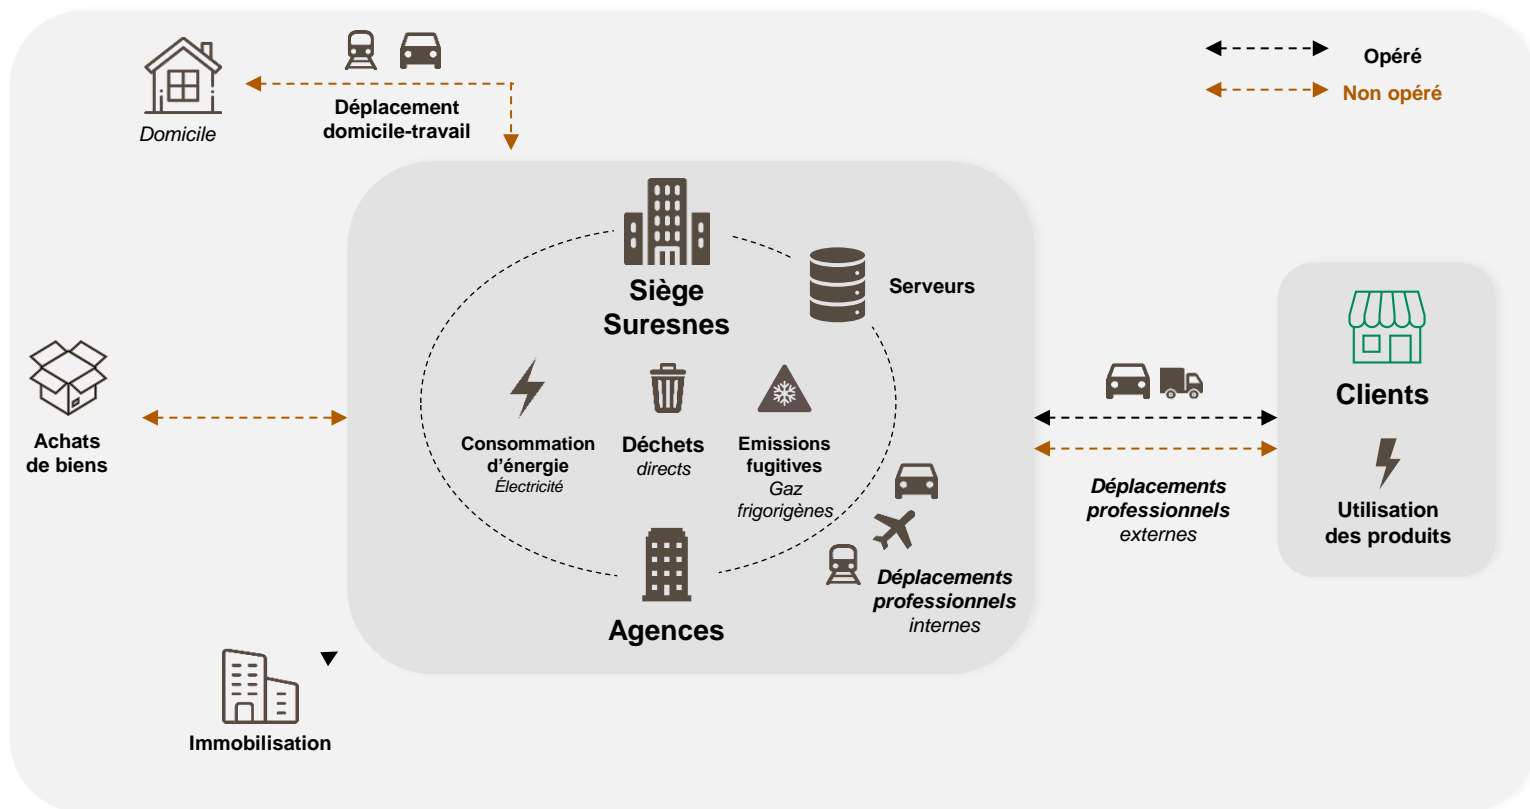 Opéré
Non opéré
Déplacement
domicile-travail
Domicile
Siège
Suresnes
Serveurs
Consommation
d'énergie
Électricité
Déchets
directs
Emissions
fugitives
Gaz
frigorigènes
Agences
Déplacements
professionnels
internes
Achats
de biens
Immobilisation
Déplacements
professionnels
externes
Clients
Utilisation
des produits